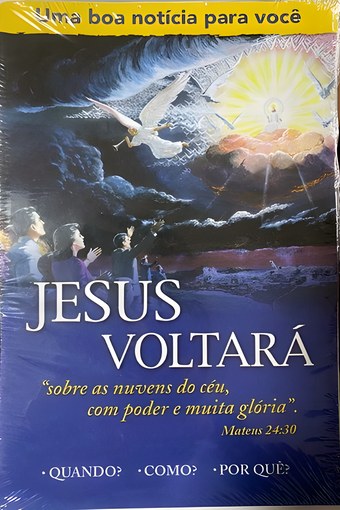 Uma boa notícia para você
JESUS
VOLTARÁ
“sobre as nuvens do céu,
com poder e muita glória”.
Mateus 24:30
• QUANDO? • COMO? • POR QUÊ?